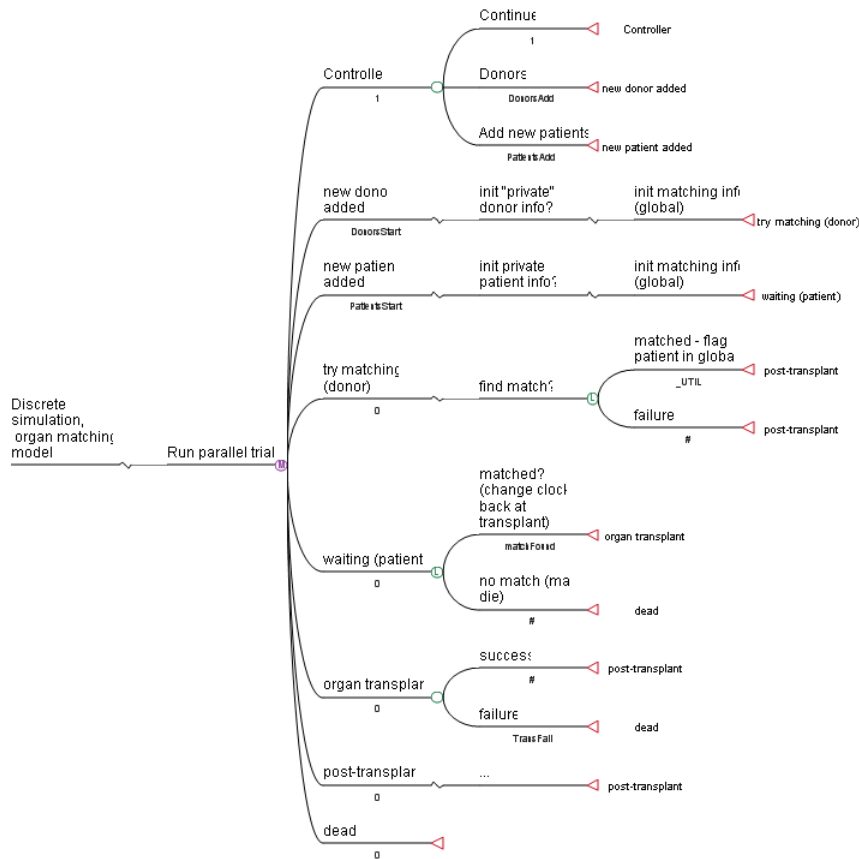 Continue
1
Controller
Controlle
1
Donors
DonorsAdd
new donor added
Add new patients
PatientsAdd
new patient added
new dono
added
DonorsStart
init "private"
donor info?
init matching info
(global)
try matching (donor)
new patien
added
PatientsStart
init private
patient info?
init matching info
(global)
waiting (patient)
try matching
(donor)
0
find match?
L
matched - flag
patient in globa
_UTIL
post-transplant
failure
#
post-transplant
Discrete
simulation,
organ matching
model
Run parallel trial
M
matched?
(change clock
back at
transplant)
matchFound
organ transplant
waiting (patient
0
L
no match (ma
die)
#
dead
organ transplar
0
success
#
post-transplant
failure
TransFail
dead
post-transplar
0
...
post-transplant
dead
0